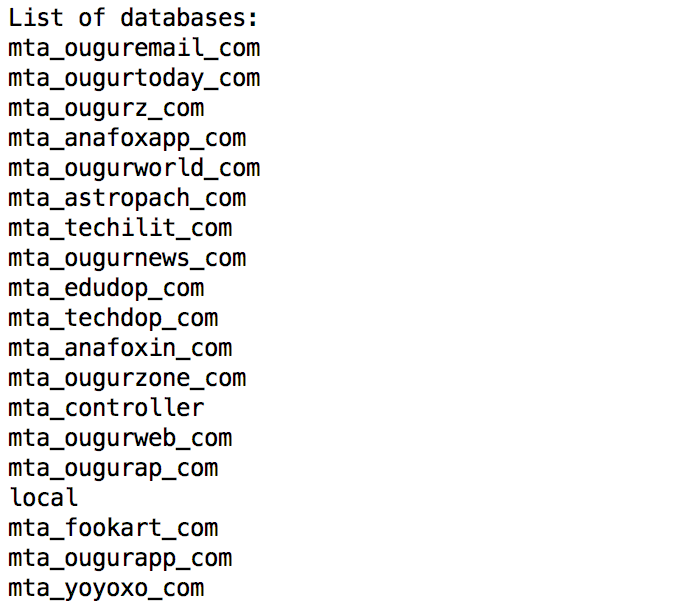 List of databases:
mta_ouguremail_com
mta_ougurtoday_com
mta_ougurz_com
mta_anafoxapp_com
mta_ougurworld_com
mta_astropach_com
mta_techilit_com
mta_ougurnews_com
mta_edudop_com
mta_techdop_com
mta_anafoxin_com
mta_ougurzone_com
mta_controller
mta_ougurweb_com
mta_ougurap_com
local
mta_fookart_com
mta_ougurapp_com
mta_yoyoxo_com